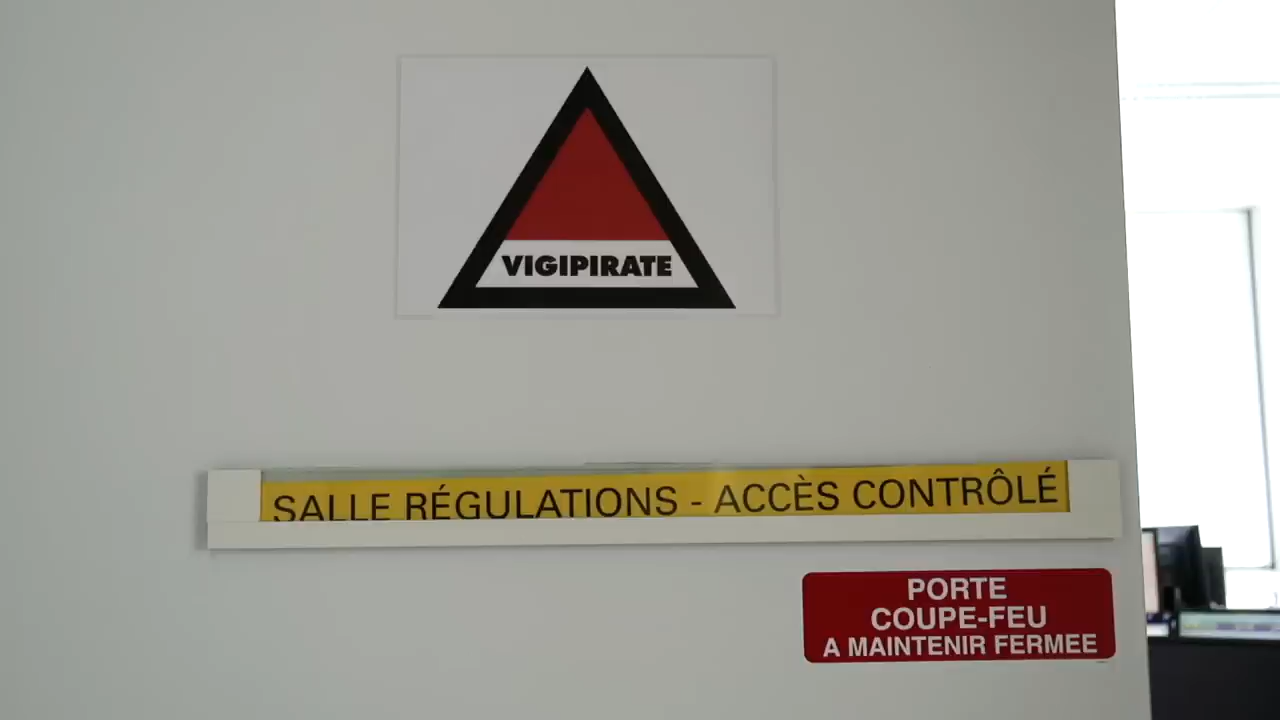 VIGIPIRATE
SALLE RÉGULATIONS - ACCÈS CONTRÔLÉ
PORTE
COUPE-FEU
A MAINTENIR FERMEE